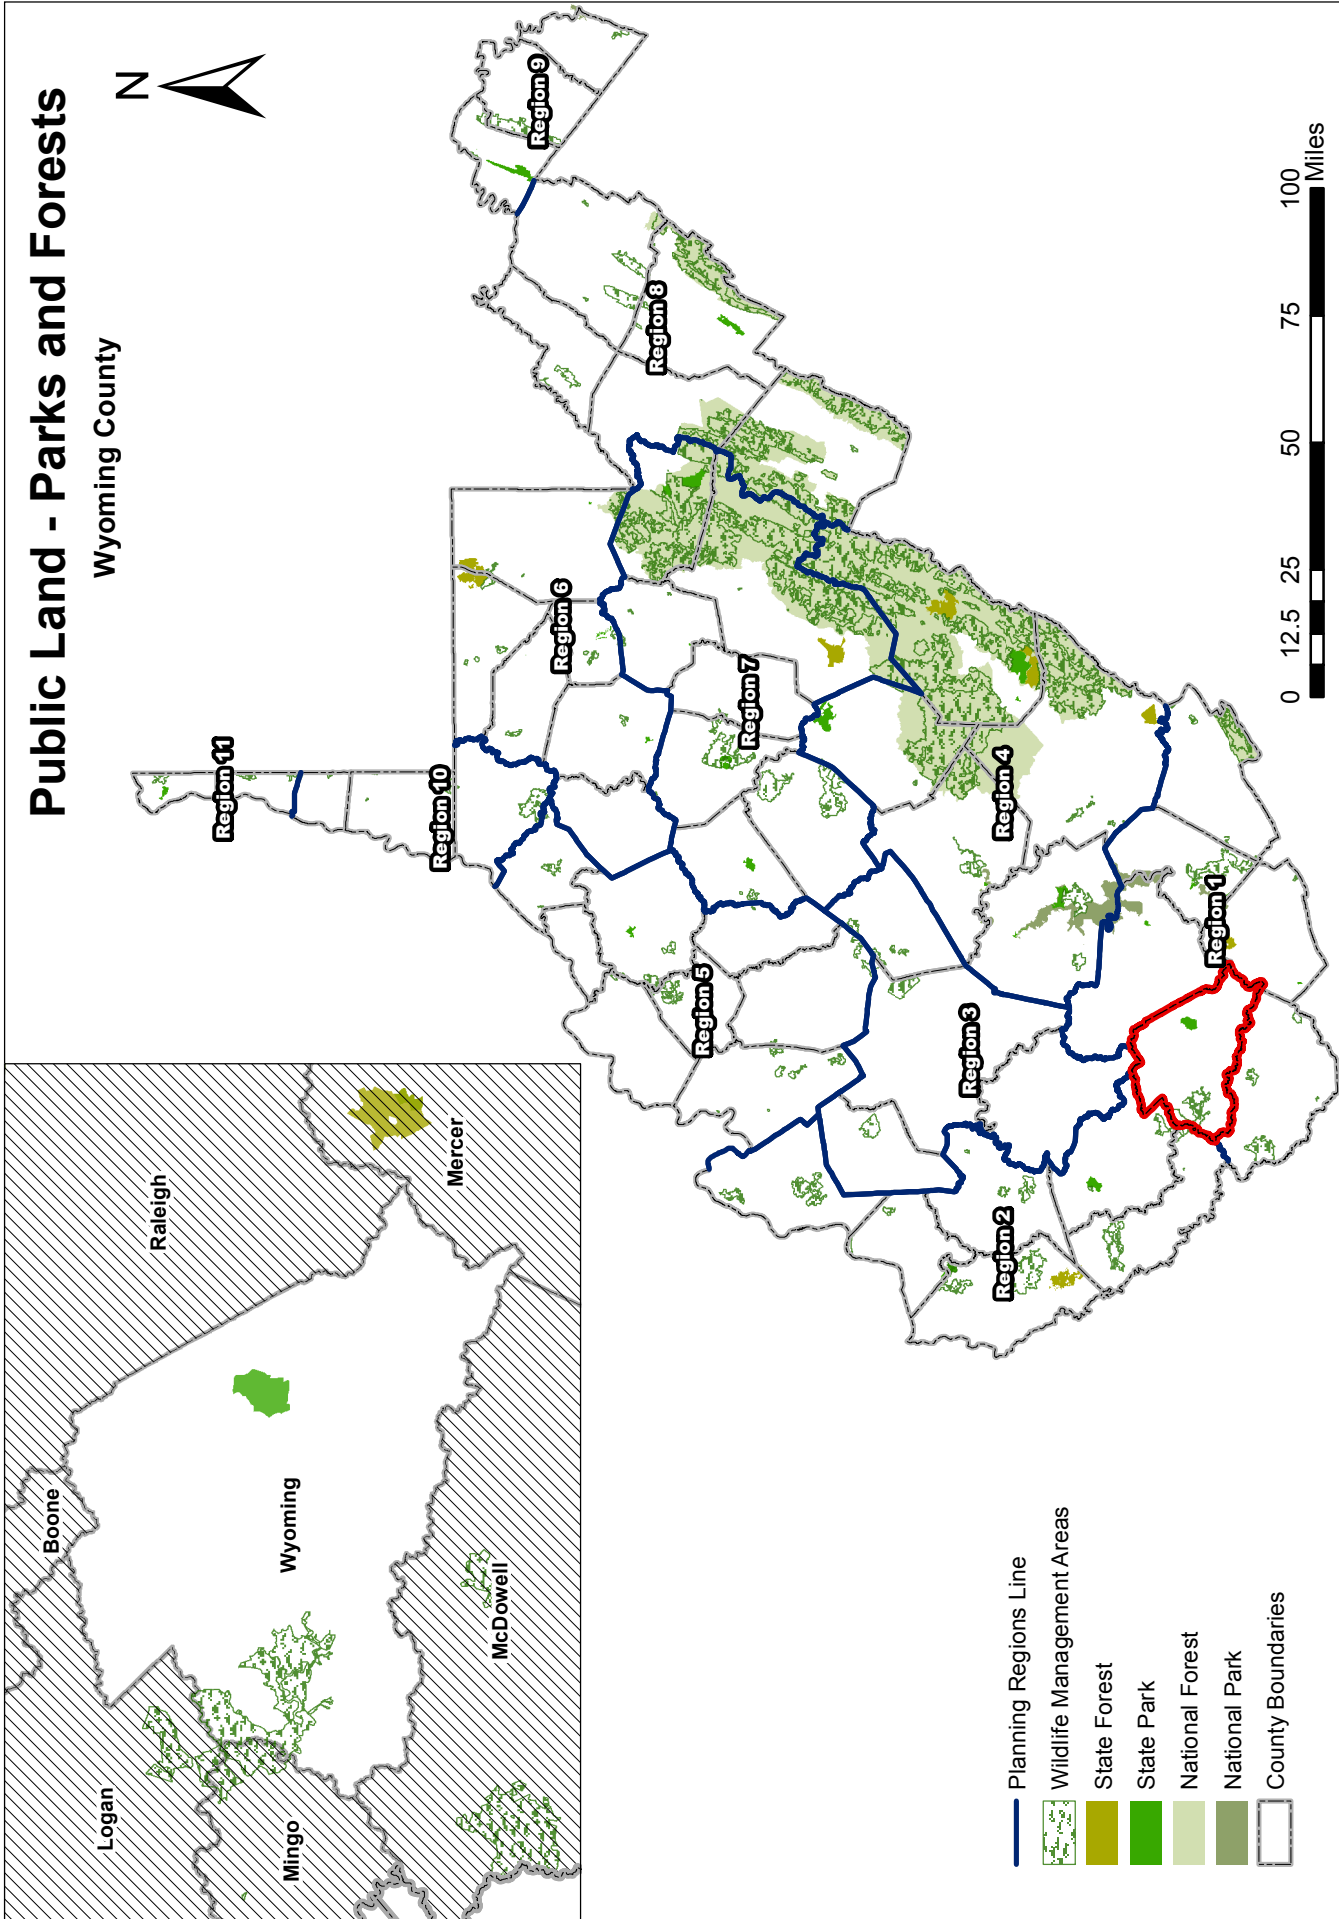 Public Land - Parks and Forests
Wyoming County
N
Raleigh
Boone
Logan
Mercer
Wyoming
McDowell
Mingo
Region 11
Region 10
Region 9
Region 6
Region 8
Region 5
Region 7
Region 3
Region 4
Region 2
Region 1
Planning Regions Line
Wildlife Management Areas
State Forest
State Park
National Forest
National Park
County Boundaries
0 12.5 25 50 75 100
Miles